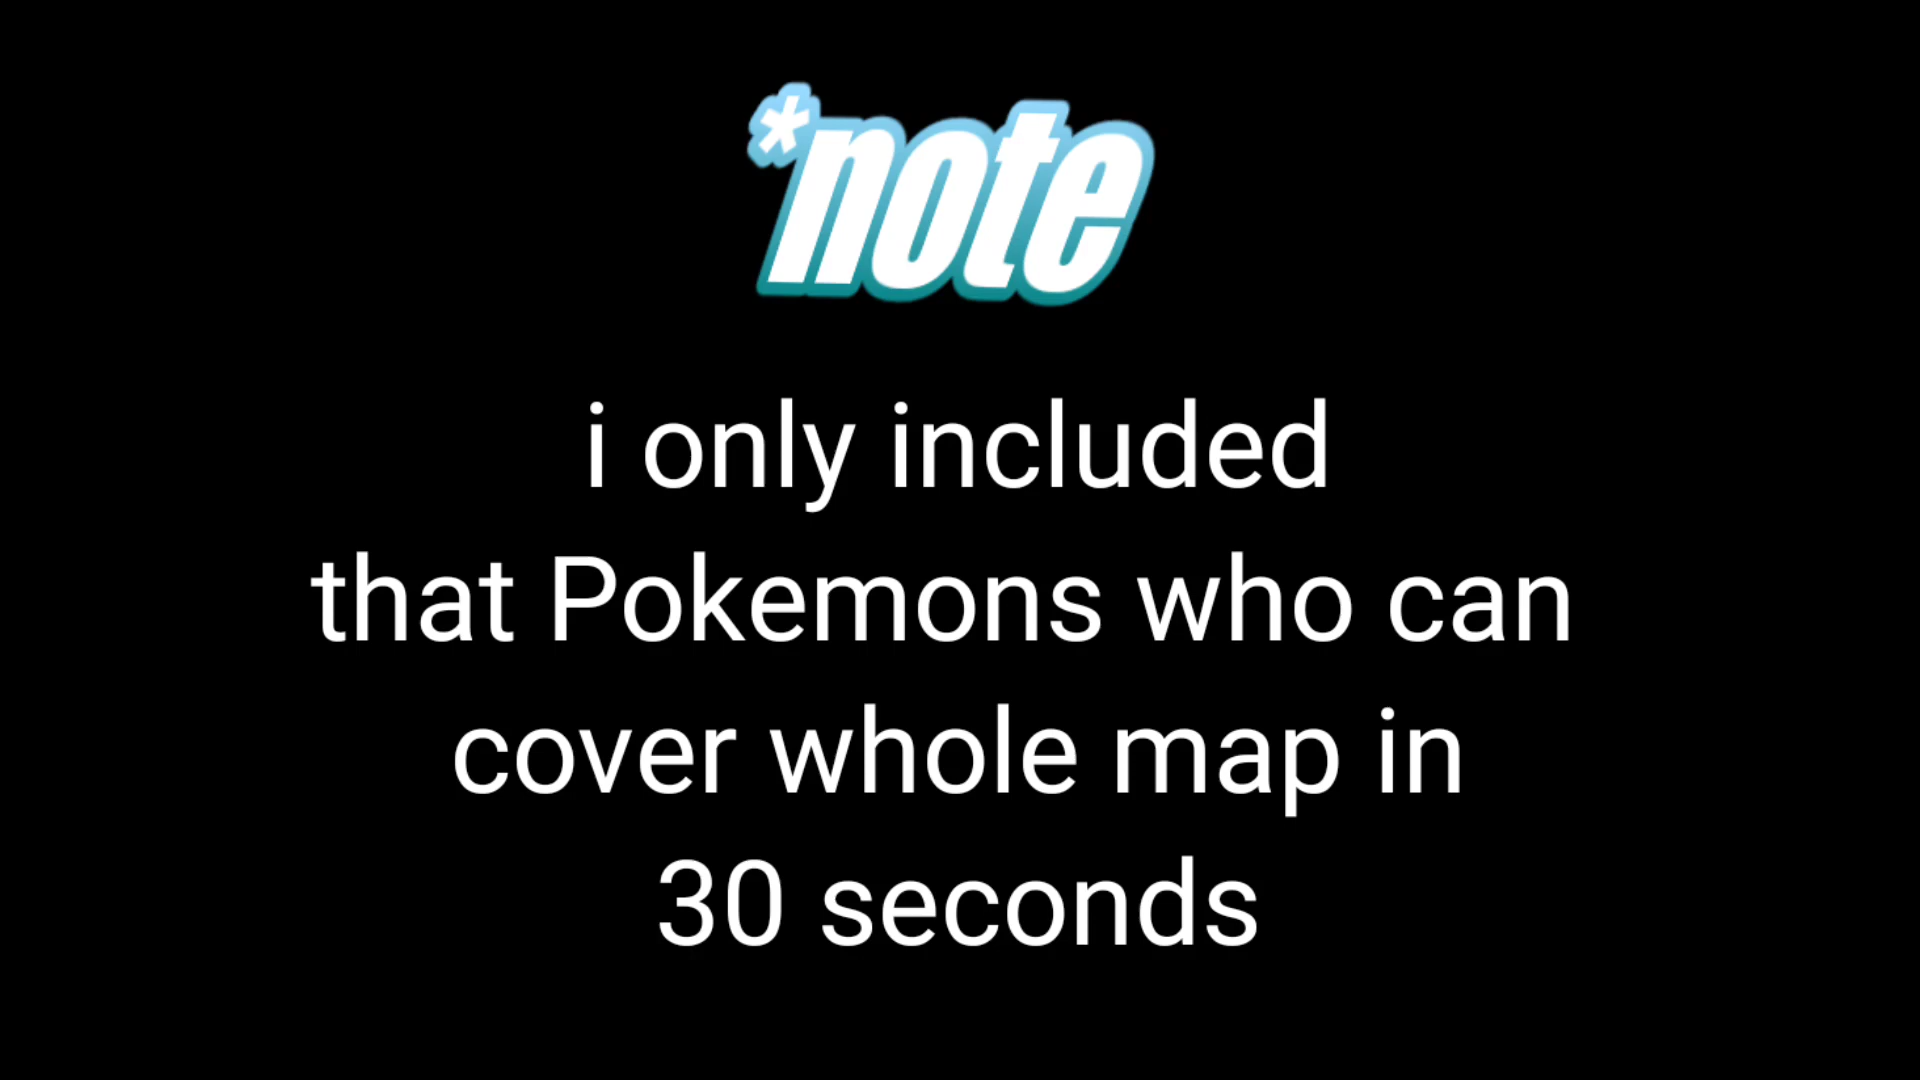 *note
i only included
that Pokemons who can
cover whole map in
30 seconds